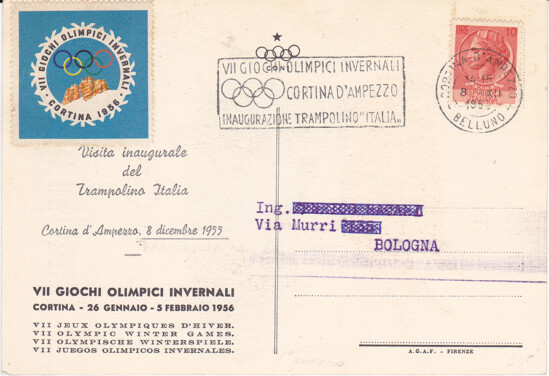 VII GIOCHI OLIMPICI INVERNALI
CORTINA 1956
VII GIOCHI OLIMPICI INVERNALI
CORTINA D'AMPEZZO
INAUGURAZIONE TRAMPOLINO "ITALIA"
10
BELLUNO
Visita inaugurale
del
Trampolino Italia
Cortina d'Ampezzo, 8 dicembre 1955
Ing.
Via Murri
BOLOGNA
VII GIOCHI OLIMPICI INVERNALI
CORTINA - 26 GENNAIO - 5 FEBBRAIO 1956
VII JEUX OLYMPIQUES D'HIVER.
VII OLYMPIC WINTER GAMES.
VII OLYMPISCHE WINTERSPIELE.
VII JUEGOS OLIMPICOS INVERNALES.
A.G.A.F. - FIRENZE